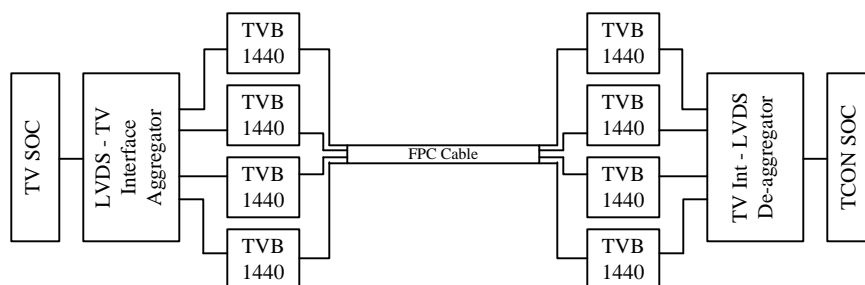 TV SOC
LVDS - TV
Interface
Aggregator
TVB
1440
TVB
1440
TVB
1440
TVB
1440
FPC Cable
TVB
1440
TVB
1440
TVB
1440
TVB
1440
TV Int - LVDS
De-aggregator
TCON SOC